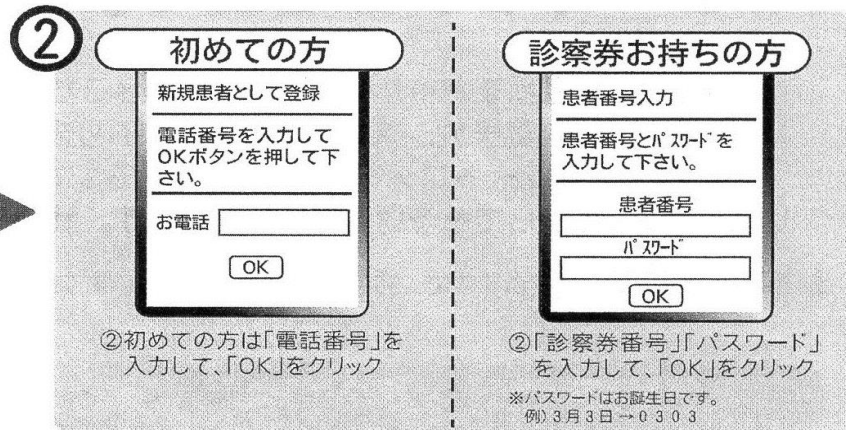 ②
初めての方
新規患者として登録
電話番号を入力して
OKボタンを押して下
さい。
お電話
OK
②初めての方は「電話番号」を
入力して、「OK」をクリック
診察券お持ちの方
患者番号入力
患者番号とﾊﾟｽﾜｰﾄﾞを
入力して下さい。
患者番号
ﾊﾟｽﾜｰﾄﾞ
OK
②「診察券番号」「パスワード」
を入力して、「OK」をクリック
※パスワードはお誕生日です。
例)３月３日→０３０３